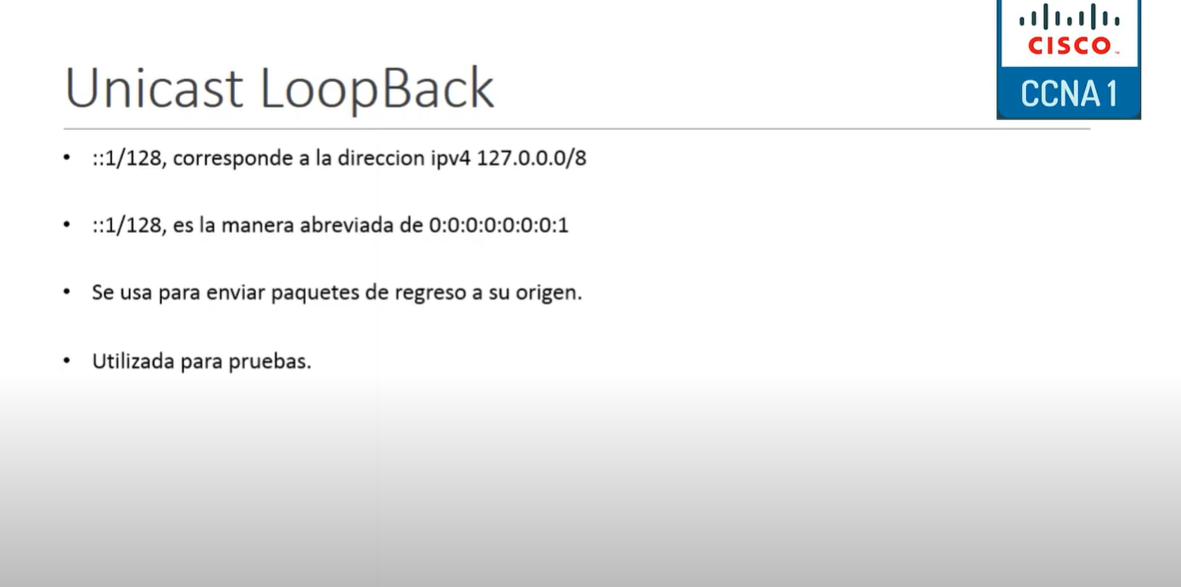 CISCO
CCNA 1
Unicast LoopBack
• ::1/128, corresponde a la direccion ipv4 127.0.0.0/8
• ::1/128, es la manera abreviada de 0:0:0:0:0:0:0:1
• Se usa para enviar paquetes de regreso a su origen.
• Utilizada para pruebas.